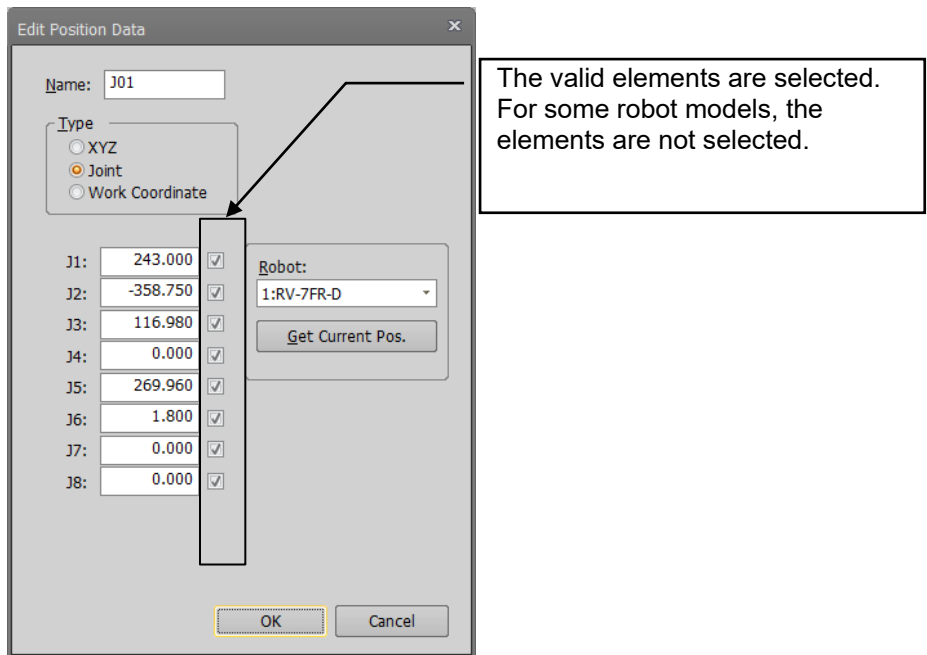 Edit Position Data
Name: J01
The valid elements are selected.
For some robot models, the
elements are not selected.
Type
XYZ
Joint
Work Coordinate
J1: 243.000
J2: -358.750
J3: 116.980
J4: 0.000
J5: 269.960
J6: 1.800
J7: 0.000
J8: 0.000
Robot:
1:RV-7FR-D
Get Current Pos.
OK
Cancel